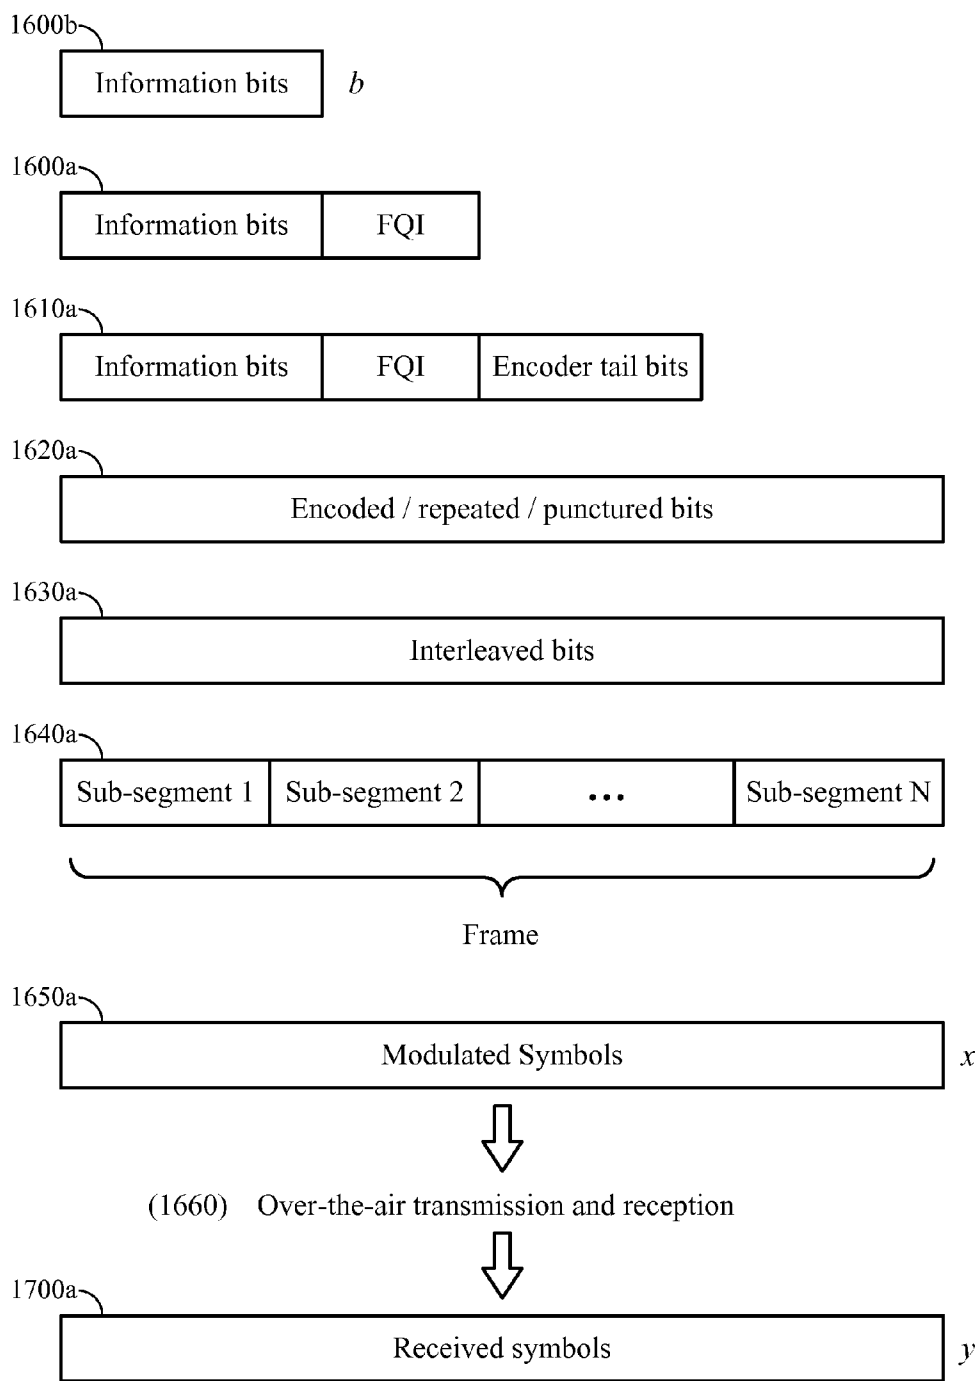 1600b
Information bits b
1600a
Information bits FQI
1610a
Information bits FQI Encoder tail bits
1620a
Encoded / repeated / punctured bits
1630a
Interleaved bits
1640a
Sub-segment 1 Sub-segment 2 ... Sub-segment N
Frame
1650a
Modulated Symbols x
(1660) Over-the-air transmission and reception
1700a
Received symbols y